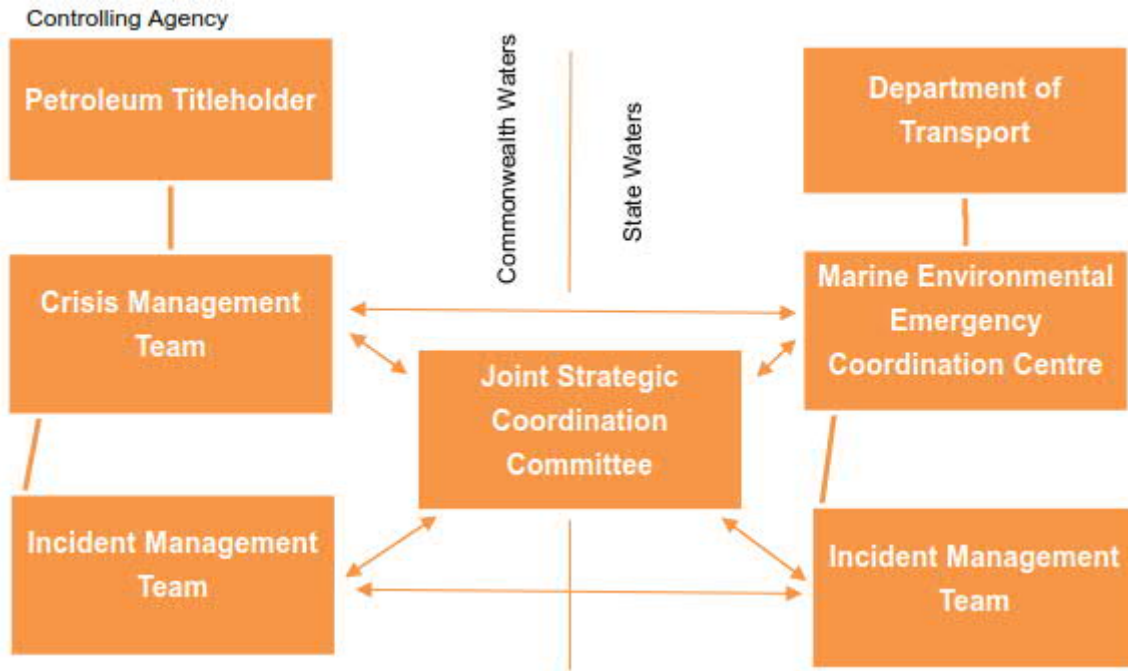 Controlling Agency
Petroleum Titleholder
Commonwealth Waters
State Waters
Department of
Transport
Crisis Management
Team
Marine Environmental
Emergency
Coordination Centre
Joint Strategic
Coordination
Committee
Incident Management
Team
Incident Management
Team